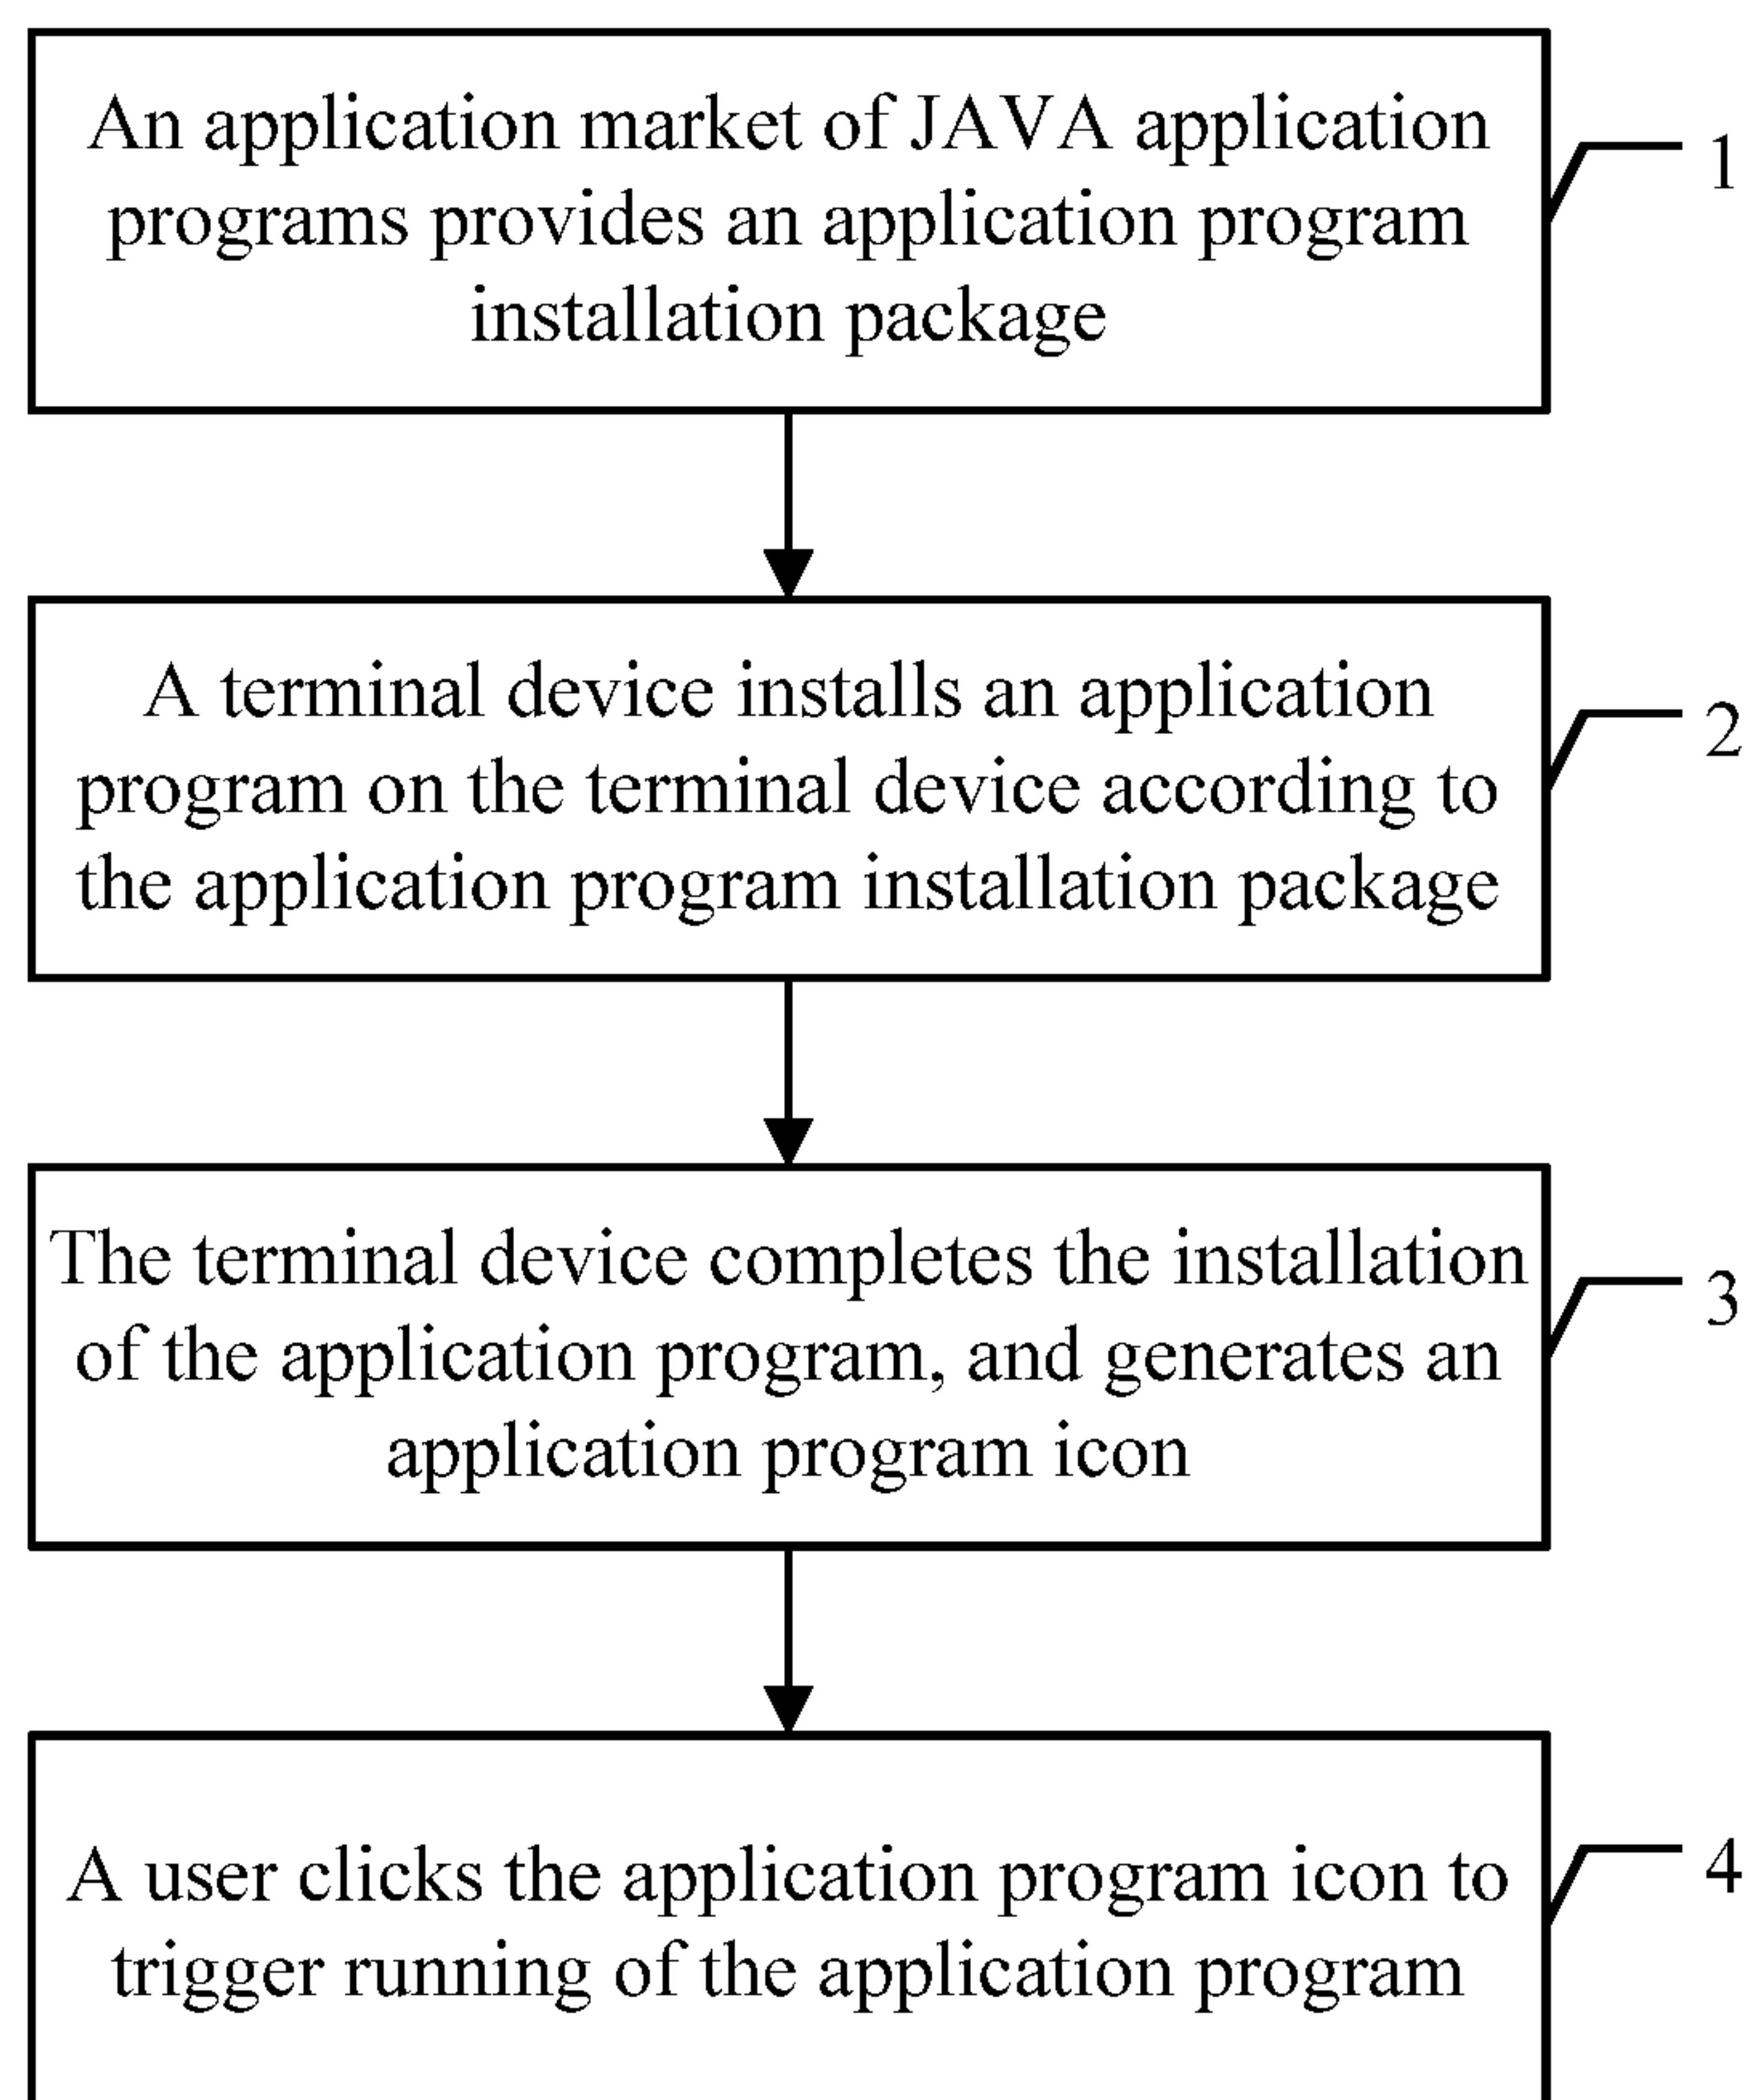 An application market of JAVA application
programs provides an application program
installation package
1
A terminal device installs an application
program on the terminal device according to
the application program installation package
2
The terminal device completes the installation
of the application program, and generates an
application program icon
3
A user clicks the application program icon to
trigger running of the application program
4